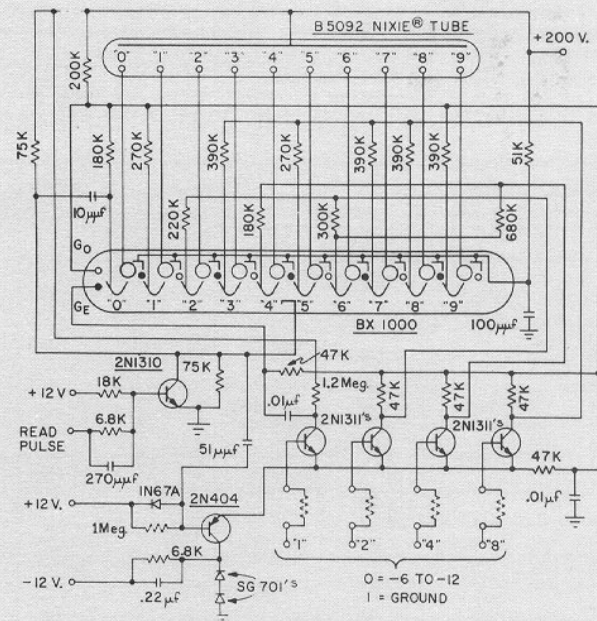 B5092 NIXIE® TUBE
"0" "1" "2" "3" "4" "5" "6" "7" "8" "9"
+200 V.
200K
75K
180K
270K
390K
270K
390K
390K
390K
51K
10µµf
220K
180K
300K
680K
GO
GE
"0" "1" "2" "3" "4" "5" "6" "7" "8" "9"
BX 1000
100µµf
2N1310
75K
47K
1.2 Meg.
47K
47K
47K
+12 V
18K
.01µf
2N1311's
2N1311's
READ
PULSE
6.8K
270µµf
51µµf
47K
.01µf
1N67A
2N404
+12V.
1Meg.
6.8K
-12 V.
.22µf
SG 701's
"1" "2" "4" "8"
0 = -6 TO -12
1 = GROUND